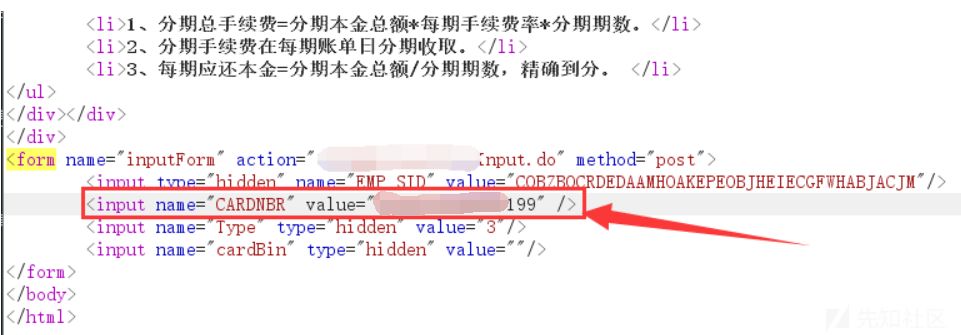 <li>1、分期总手续费=分期本金总额*每期手续费率*分期期数。</li>
<li>2、分期手续费在每期账单日分期收取。</li>
<li>3、每期应还本金=分期本金总额/分期期数，精确到分。 </li>
</ul>
</div></div>
</div>
<form name="inputForm" action="Input.do" method="post">
<input type="hidden" name="EMP_SID" value="COBZBOCRDEDAAMHOAKEPEOBJHEIECGFWHABJACJM"/>
<input name="CARDNBR" value="199" />
<input name="Type" type="hidden" value="3"/>
<input name="cardBin" type="hidden" value=""/>
</form>
</body>
</html>
先知社区